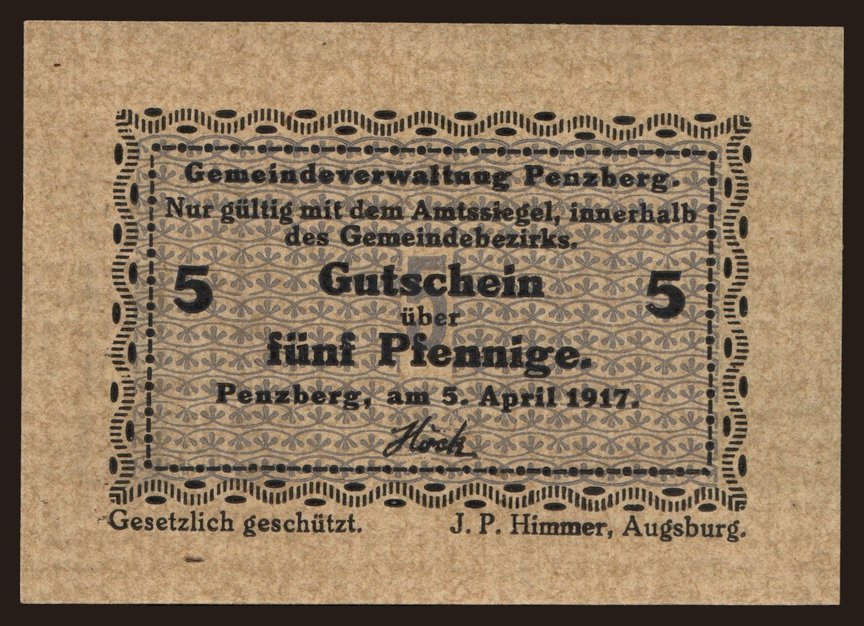 Gemeindeverwaltung Penzberg.
Nur gültig mit dem Amtssiegel, innerhalb
des Gemeindebezirks.
5 Gutschein 5
über
fünf Pfennige.
Penzberg, am 5. April 1917.
Höck
Gesetzlich geschützt. J. P. Himmer, Augsburg.